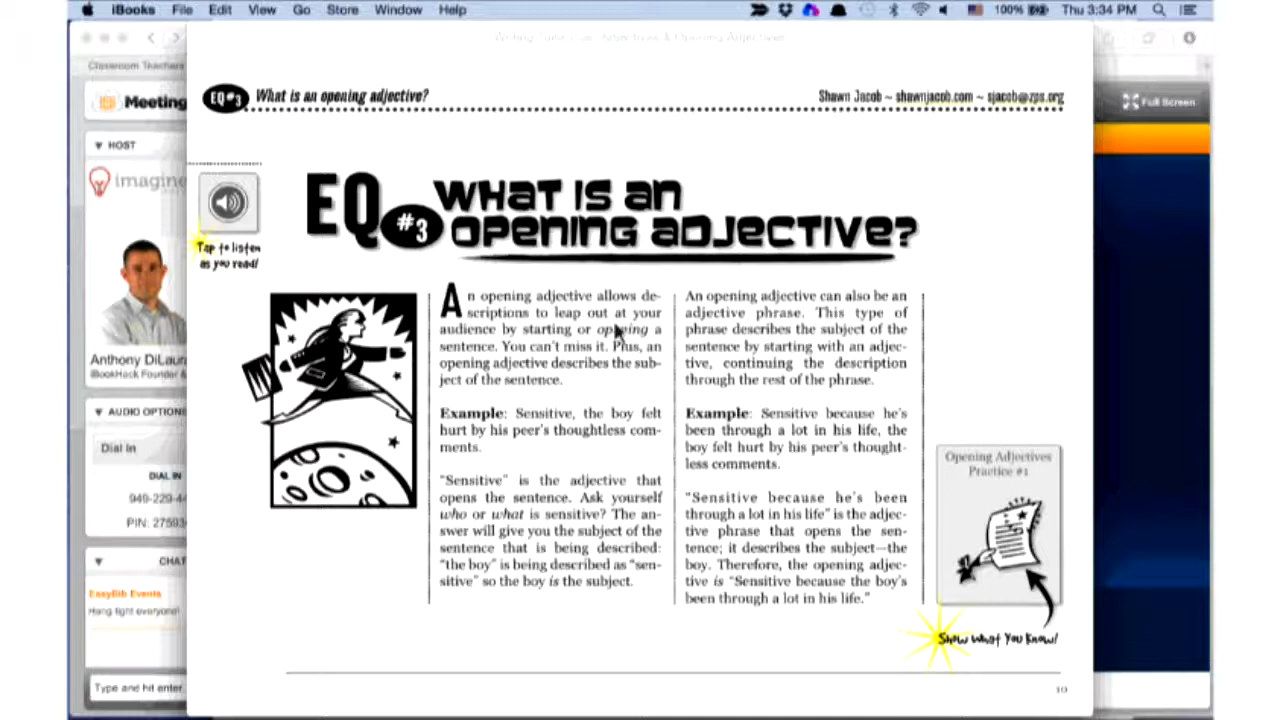 iBooks File Edit View Go Store Window Help 100% Thu 3:34 PM
Classroom Teachers
Meeting
Full Screen
HOST
imagine
Anthony DiLaur
iBookHack Founder &
AUDIO OPTION
Dial In
DIAL IN
949-229-4
PIN: 27593
CHAT
EasyBib Events
Hang tight everyone!
Type and hit enter
EQ#3 What is an opening adjective?
Shawn Jacob ~ shawnjacob.com ~ sjacob@zps.org
Tap to listen
as you read!
EQ #3 WHAT IS AN
OPENING ADJECTIVE?
An opening adjective allows de-
scriptions to leap out at your
audience by starting or opening a
sentence. You can't miss it. Plus, an
opening adjective describes the sub-
ject of the sentence.
Example: Sensitive, the boy felt
hurt by his peer's thoughtless com-
ments.
"Sensitive" is the adjective that
opens the sentence. Ask yourself
who or what is sensitive? The an-
swer will give you the subject of the
sentence that is being described:
"the boy" is being described as "sen-
sitive" so the boy is the subject.
An opening adjective can also be an
adjective phrase. This type of
phrase describes the subject of the
sentence by starting with an adjec-
tive, continuing the description
through the rest of the phrase.
Example: Sensitive because he's
been through a lot in his life, the
boy felt hurt by his peer's thought-
less comments.
"Sensitive because he's been
through a lot in his life" is the adjec-
tive phrase that opens the sen-
tence; it describes the subject—the
boy. Therefore, the opening adjec-
tive is "Sensitive because the boy's
been through a lot in his life."
Opening Adjectives
Practice #1
Show What You Know!
10